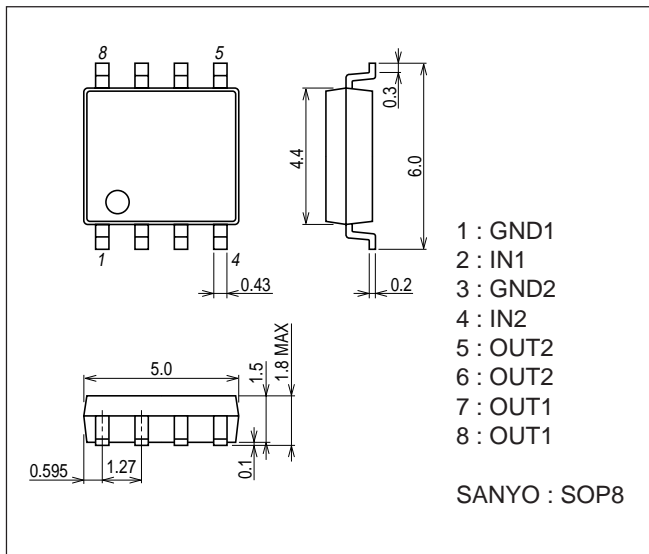 8
5
0.3
4.4
6.0
1
4
0.43
0.2
1 : GND1
2 : IN1
3 : GND2
4 : IN2
5 : OUT2
6 : OUT2
7 : OUT1
8 : OUT1
SANYO : SOP8
5.0
1.5
1.8 MAX
0.595
1.27
0.1